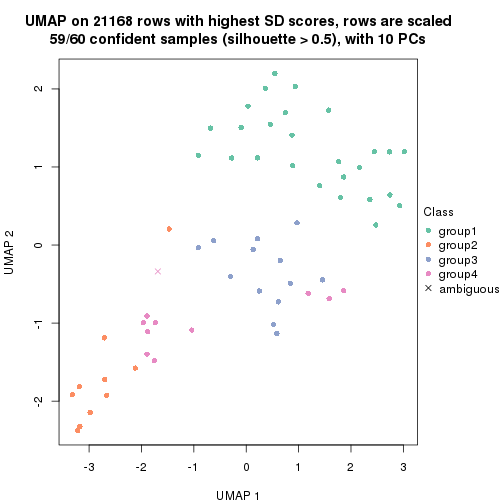 UMAP on 21168 rows with highest SD scores, rows are scaled
59/60 confident samples (silhouette > 0.5), with 10 PCs
2
1
0
-1
-2
UMAP 2
-3
-2
-1
0
1
2
3
UMAP 1
Class
group1
group2
group3
group4
ambiguous